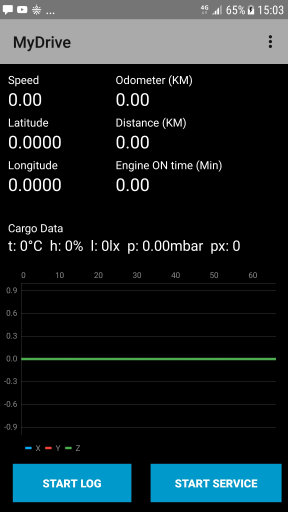 ... 4G 65% 15:03
MyDrive
Speed Odometer (KM)
0.00 0.00
Latitude Distance (KM)
0.0000 0.00
Longitude Engine ON time (Min)
0.0000 0.00
Cargo Data
t: 0°C h: 0% l: 0lx p: 0.00mbar px: 0
0 10 20 30 40 50 60
0.9
0.6
0.3
0.0
-0.3
-0.6
-0.9
X Y Z
START LOG START SERVICE